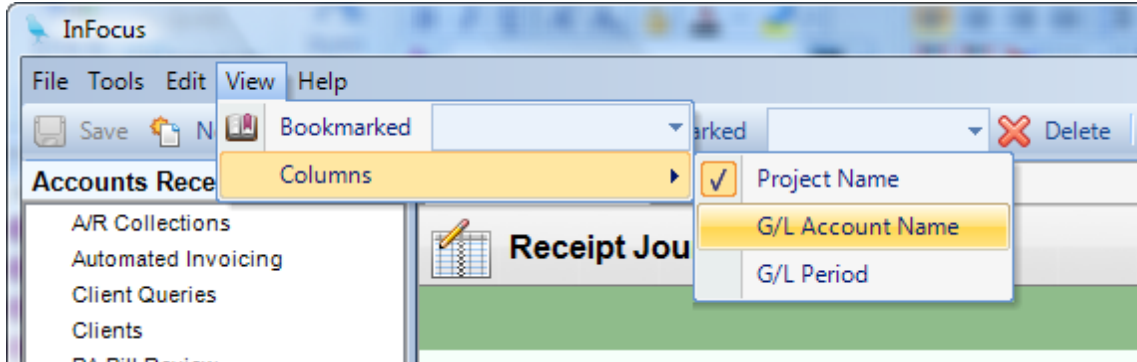 InFocus
File Tools Edit View Help
Save N Bookmarked arked Delete
Accounts Rece Columns Project Name
A/R Collections G/L Account Name
Automated Invoicing Receipt Jou
Client Queries G/L Period
Clients